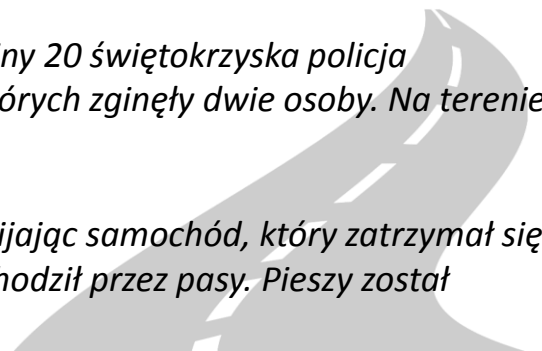 ny 20 świętokrzyska policja
órych zginęły dwie osoby. Na terenie
ijając samochód, który zatrzymał się
hodził przez pasy. Pieszy został